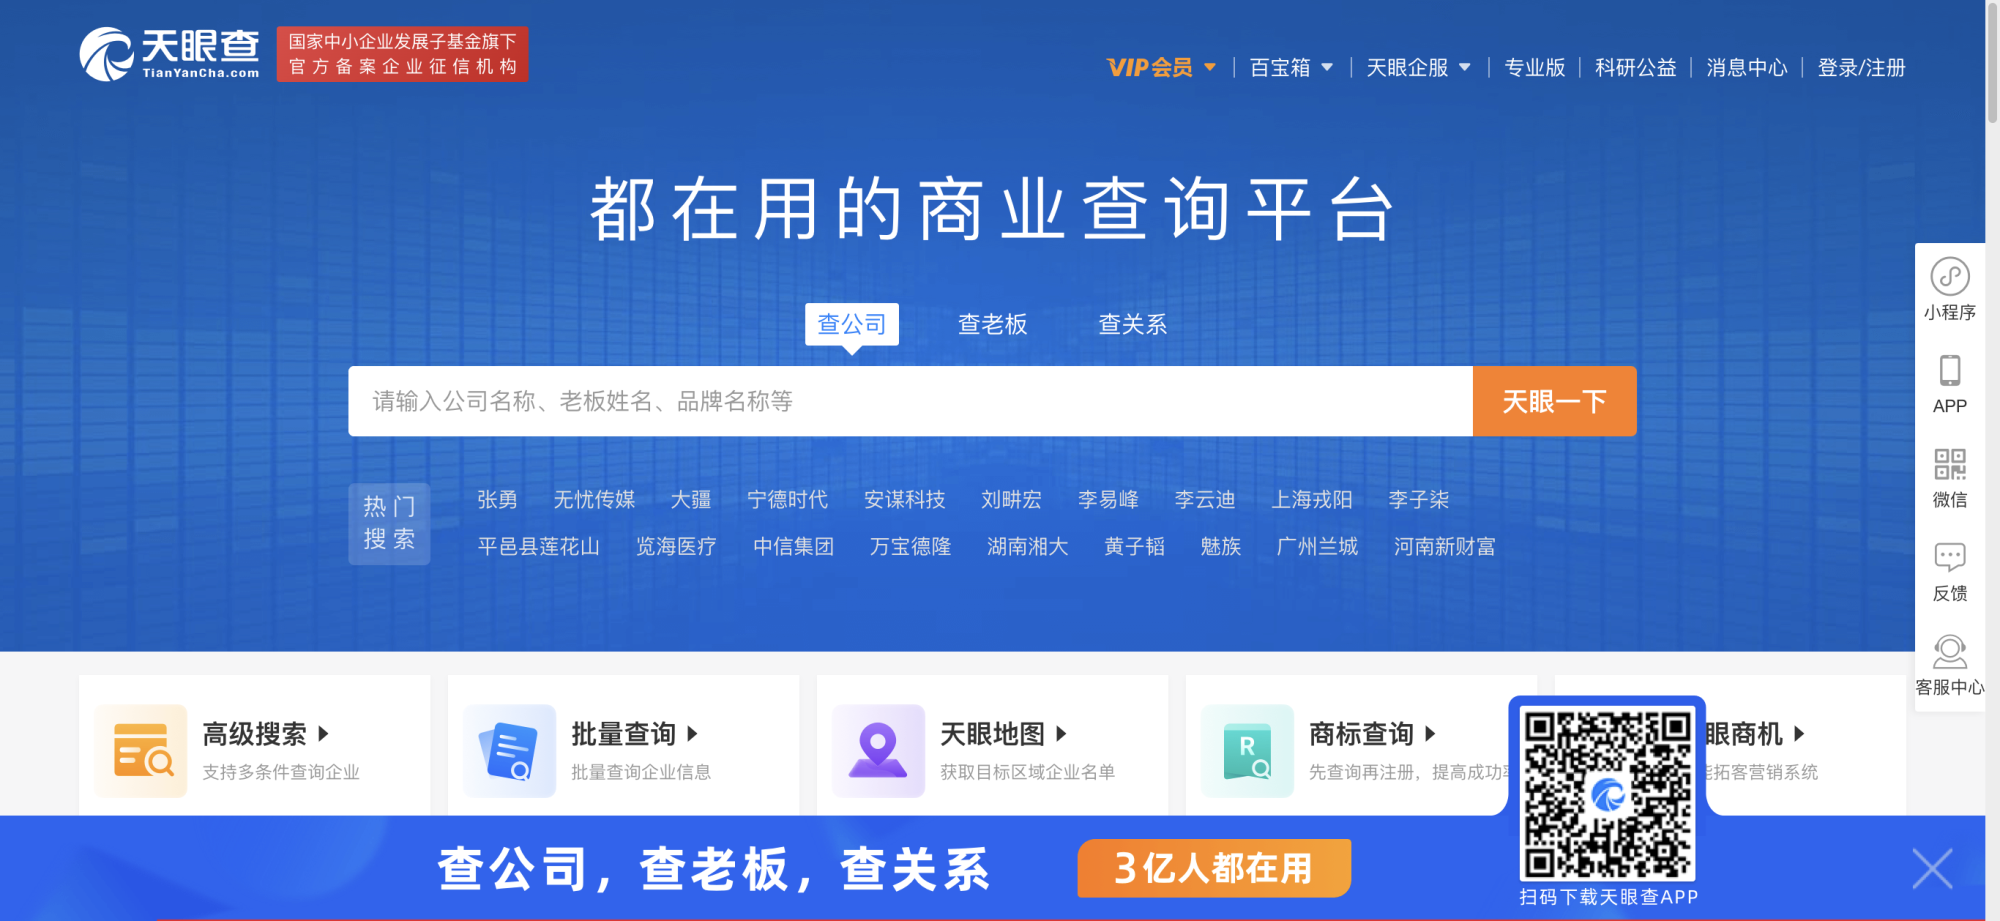 天眼查
TianYanCha.com
国家中小企业发展子基金旗下
官方备案企业征信机构
VIP会员
百宝箱
天眼企服
专业版
科研公益
消息中心
登录/注册
都在用的商业查询平台
查公司
查老板
查关系
请输入公司名称、老板姓名、品牌名称等
天眼一下
热门
搜索
张勇 无忧传媒 大疆 宁德时代 安谋科技 刘畊宏 李易峰 李云迪 上海戎阳 李子柒
平邑县莲花山 览海医疗 中信集团 万宝德隆 湖南湘大 黄子韬 魅族 广州兰城 河南新财富
小程序
APP
微信
反馈
客服中心
高级搜索
支持多条件查询企业
批量查询
批量查询企业信息
天眼地图
获取目标区域企业名单
R
商标查询
先查询再注册，提高成功
眼商机
拓客营销系统
查公司，查老板，查关系
3亿人都在用
扫码下载天眼查APP